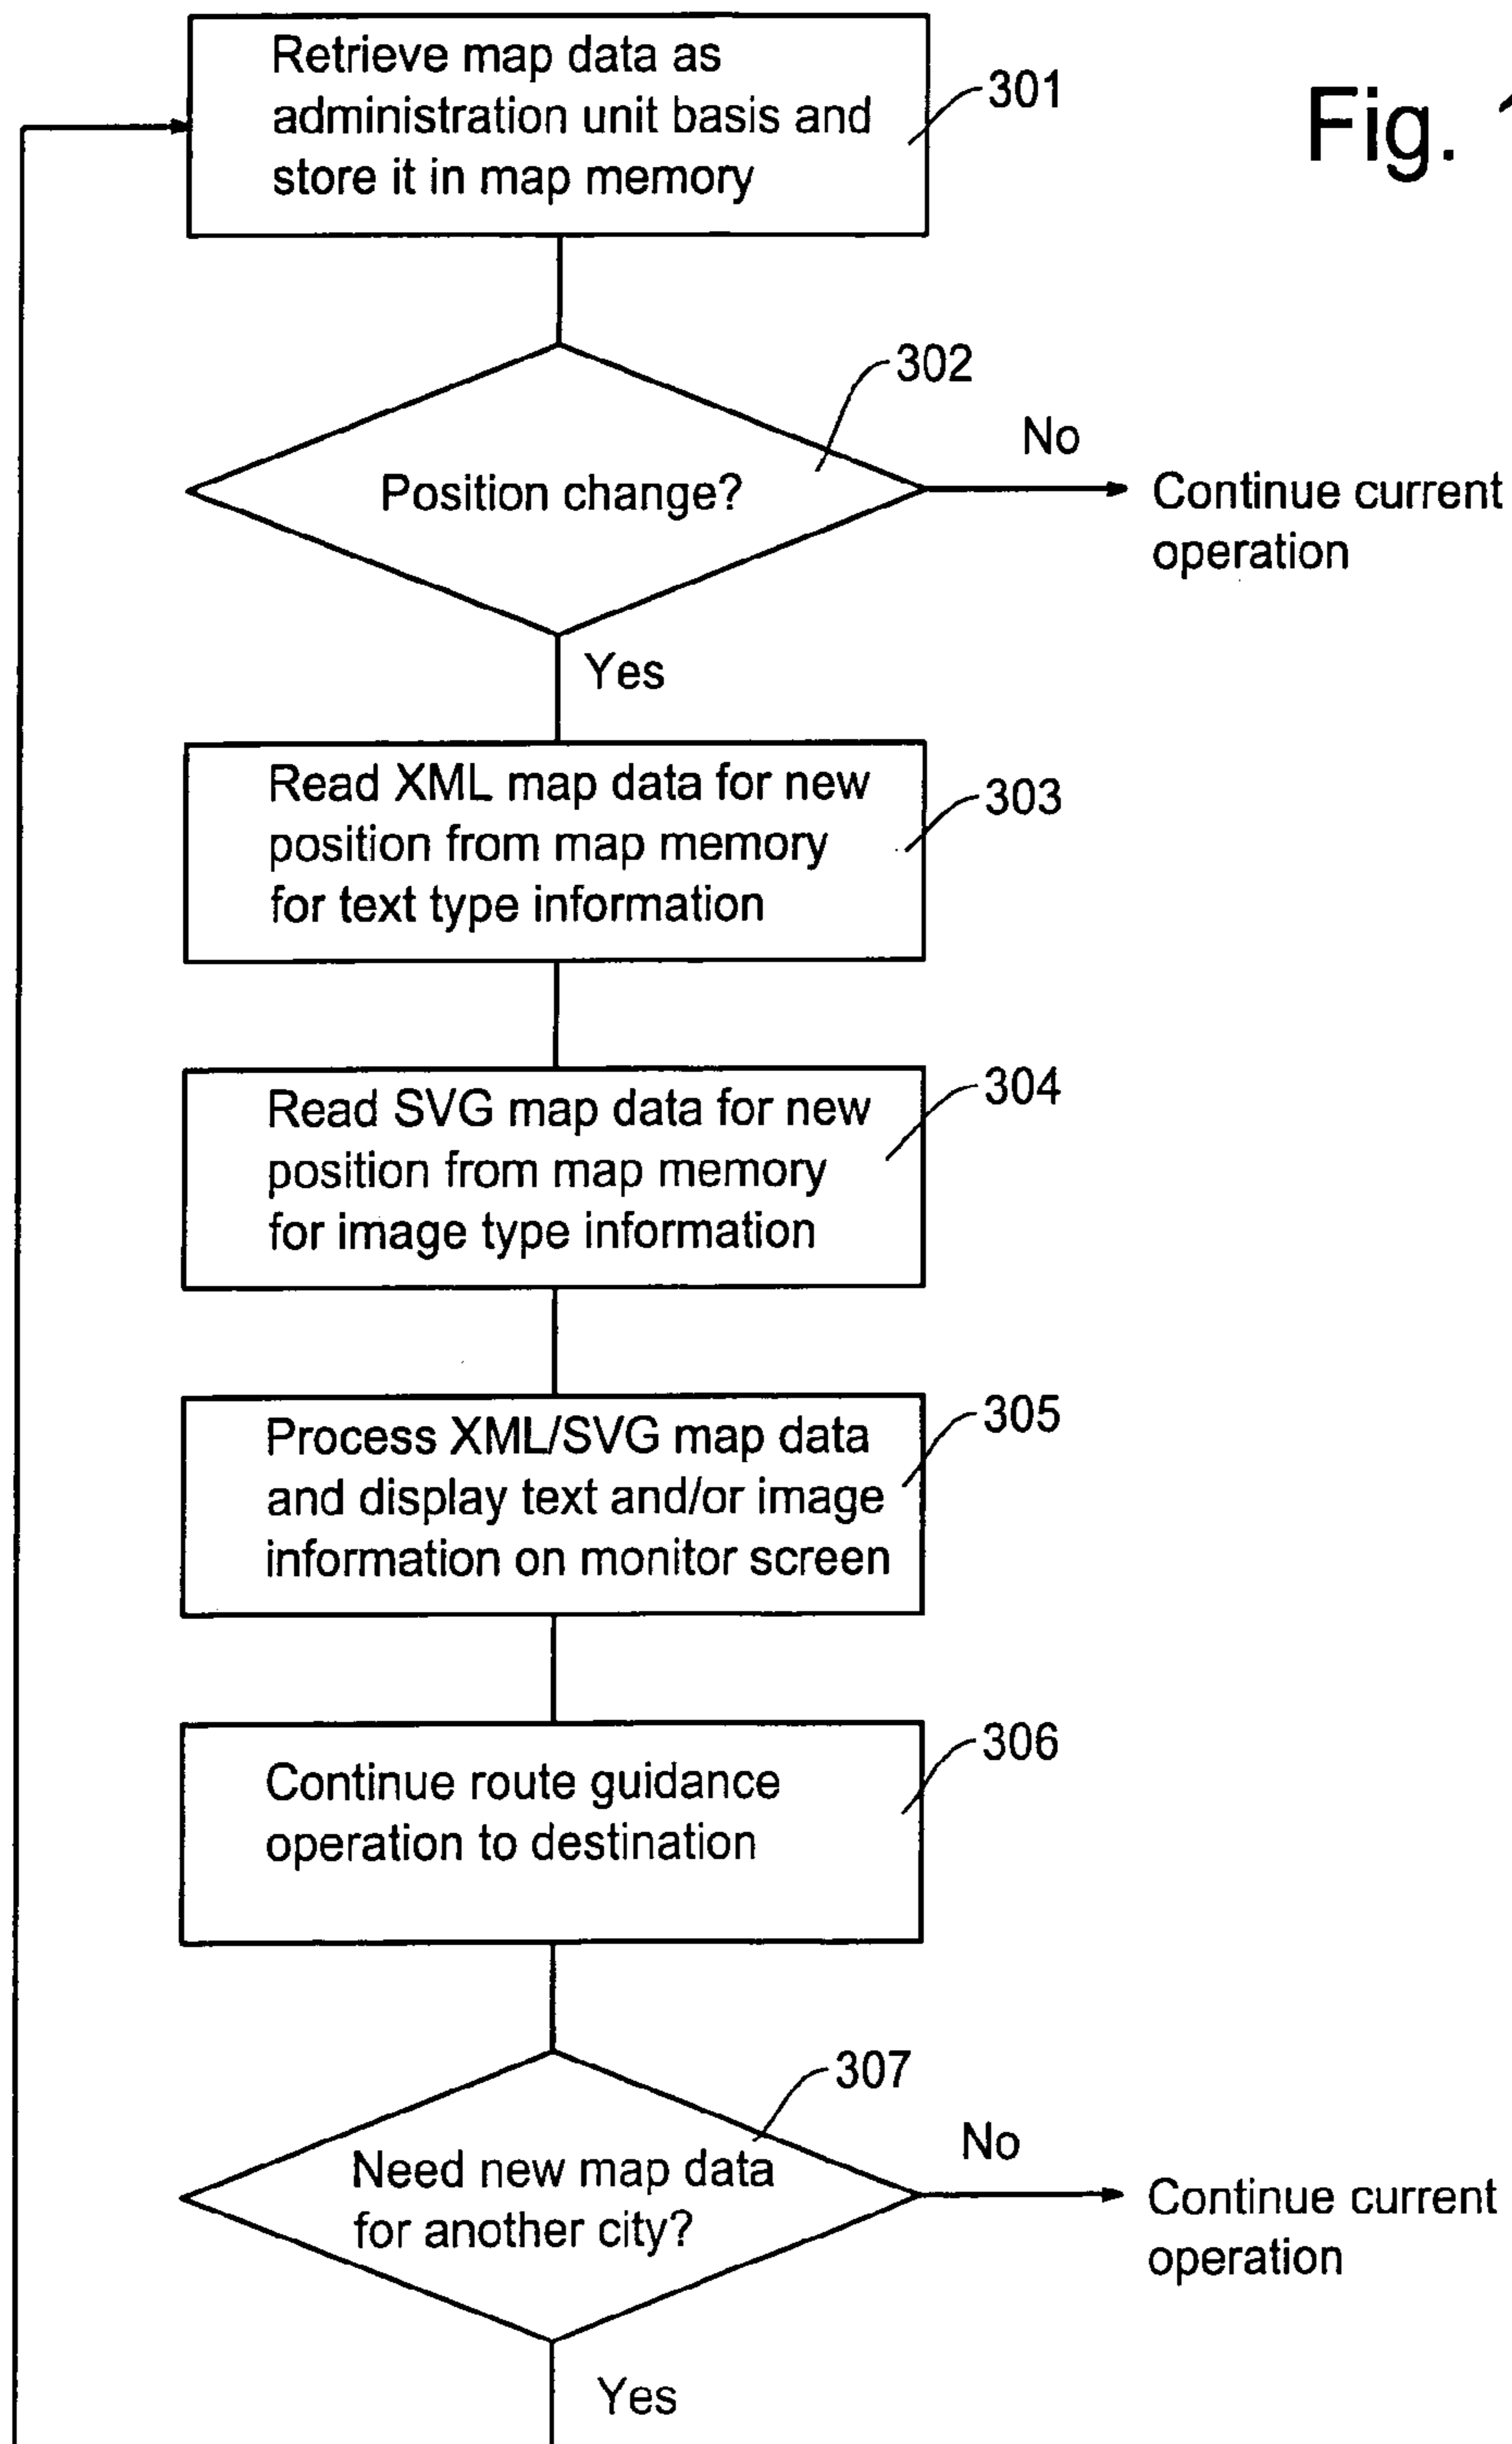 Retrieve map data as
administration unit basis and
store it in map memory
301
Fig. 1
302
Position change?
No
Continue current
operation
Yes
Read XML map data for new
position from map memory
for text type information
303
Read SVG map data for new
position from map memory
for image type information
304
Process XML/SVG map data
and display text and/or image
information on monitor screen
305
Continue route guidance
operation to destination
306
307
Need new map data
for another city?
No
Continue current
operation
Yes